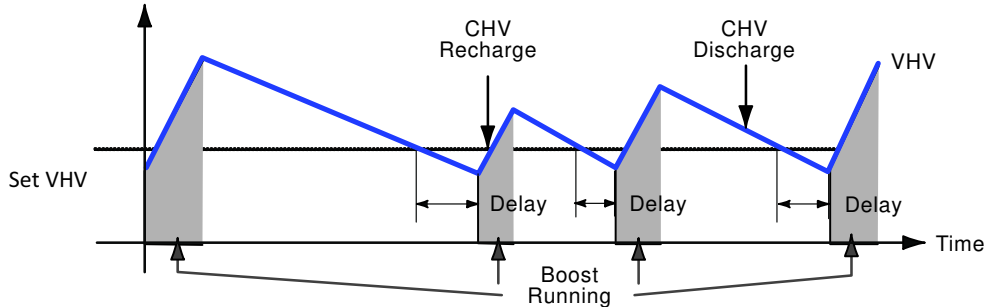 CHV
Recharge
CHV
Discharge
VHV
Set VHV
Delay
Delay
Delay
Time
Boost
Running